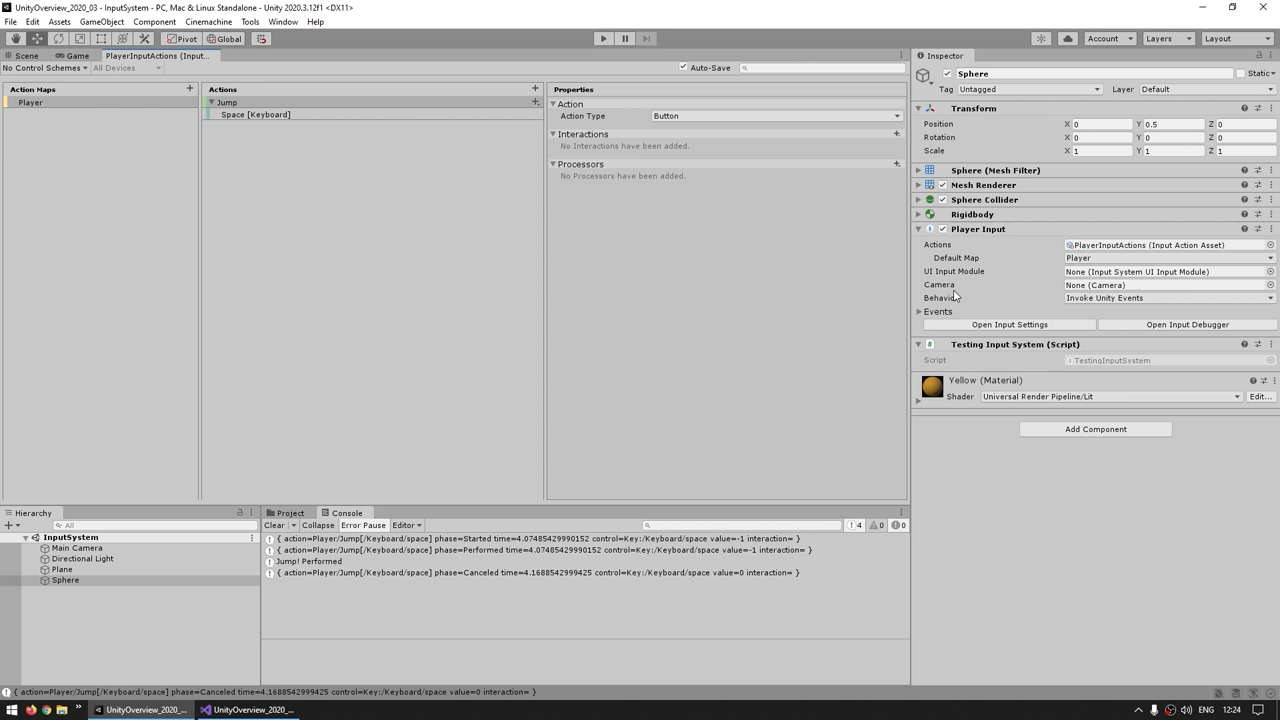 UnityOverview_2020_03 - InputSystem - PC, Mac & Linux Standalone - Unity 2020.3.12f1 <DX11>
File Edit Assets GameObject Component Cinemachine Tools Window Help
Pivot Global Account Layers Layout
Scene Game PlayerInputActions (Input... Inspector
No Control Schemes All Devices Auto-Save
Sphere Static
Action Maps Actions Properties
Tag Untagged Layer Default
Player Jump Action
Space [Keyboard] Action Type Button
Transform
Position X 0 Y 0.5 Z 0
Interactions
Rotation X 0 Y 0 Z 0
No Interactions have been added.
Scale X 1 Y 1 Z 1
Processors
No Processors have been added.
Sphere (Mesh Filter)
Mesh Renderer
Sphere Collider
Rigidbody
Player Input
Actions PlayerInputActions (Input Action Asset)
Default Map Player
UI Input Module None (Input System UI Input Module)
Camera None (Camera)
Behavio Invoke Unity Events
Events
Open Input Settings Open Input Debugger
Testing Input System (Script)
Script TestingInputSystem
Yellow (Material)
Shader Universal Render Pipeline/Lit Edit...
Add Component
Hierarchy Project Console
All Clear Collapse Error Pause Editor 4 0 0
InputSystem
Main Camera
Directional Light
Plane
Sphere
{ action=Player/Jump[/Keyboard/space] phase=Started time=4.07485429990152 control=Key:/Keyboard/space value=-1 interaction= }
{ action=Player/Jump[/Keyboard/space] phase=Performed time=4.07485429990152 control=Key:/Keyboard/space value=-1 interaction= }
Jump! Performed
{ action=Player/Jump[/Keyboard/space] phase=Canceled time=4.1688542999425 control=Key:/Keyboard/space value=0 interaction= }
{ action=Player/Jump[/Keyboard/space] phase=Canceled time=4.1688542999425 control=Key:/Keyboard/space value=0 interaction= }
UnityOverview_2020_... UnityOverview_2020_... ENG 12:24